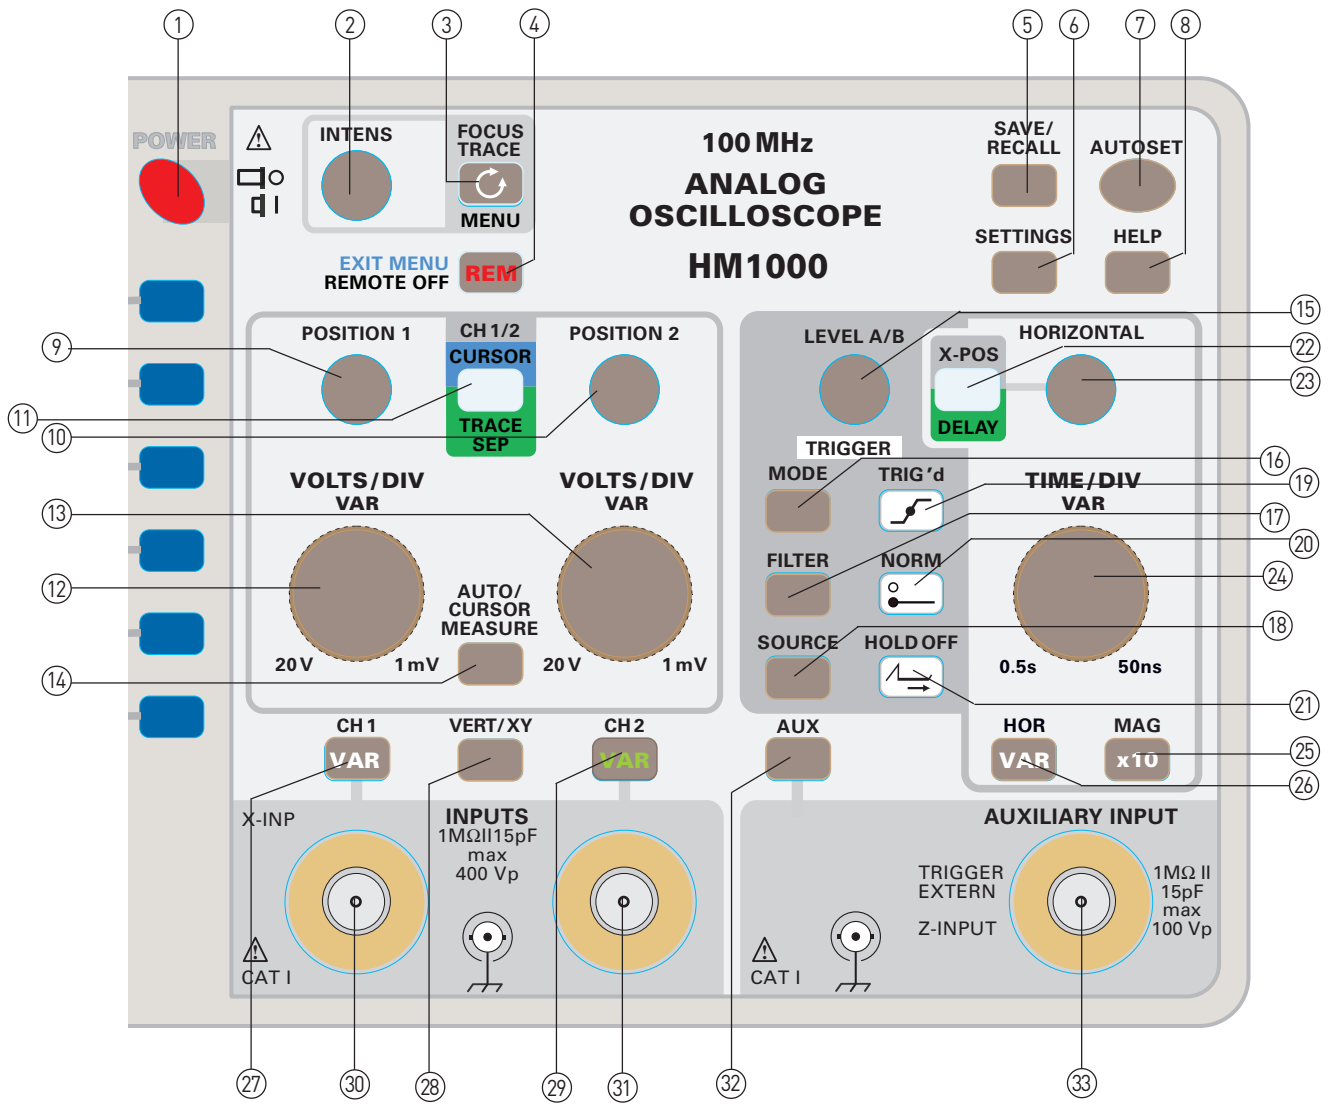 1
2
3
4
5
6
7
8
POWER
INTENS
FOCUS
TRACE
MENU
EXIT MENU
REMOTE OFF
REM
100 MHz
ANALOG
OSCILLOSCOPE
HM1000
SAVE/
RECALL
AUTOSET
SETTINGS
HELP
9
11
10
13
12
14
POSITION 1
CH 1/2
CURSOR
TRACE
SEP
POSITION 2
VOLTS/DIV
VAR
20 V
1 mV
AUTO/
CURSOR
MEASURE
VOLTS/DIV
VAR
20 V
1 mV
LEVEL A/B
TRIGGER
MODE
TRIG'd
FILTER
NORM
SOURCE
HOLD OFF
X-POS
DELAY
HORIZONTAL
TIME/DIV
VAR
0.5s
50ns
15
22
23
16
19
17
20
24
18
21
25
26
CH 1
VAR
VERT/XY
CH 2
VAR
AUX
HOR
VAR
MAG
x10
X-INP
INPUTS
1MΩII15pF
max
400 Vp
CAT I
CAT I
AUXILIARY INPUT
TRIGGER
EXTERN
Z-INPUT
1MΩ II
15pF
max
100 Vp
27
30
28
29
31
32
33